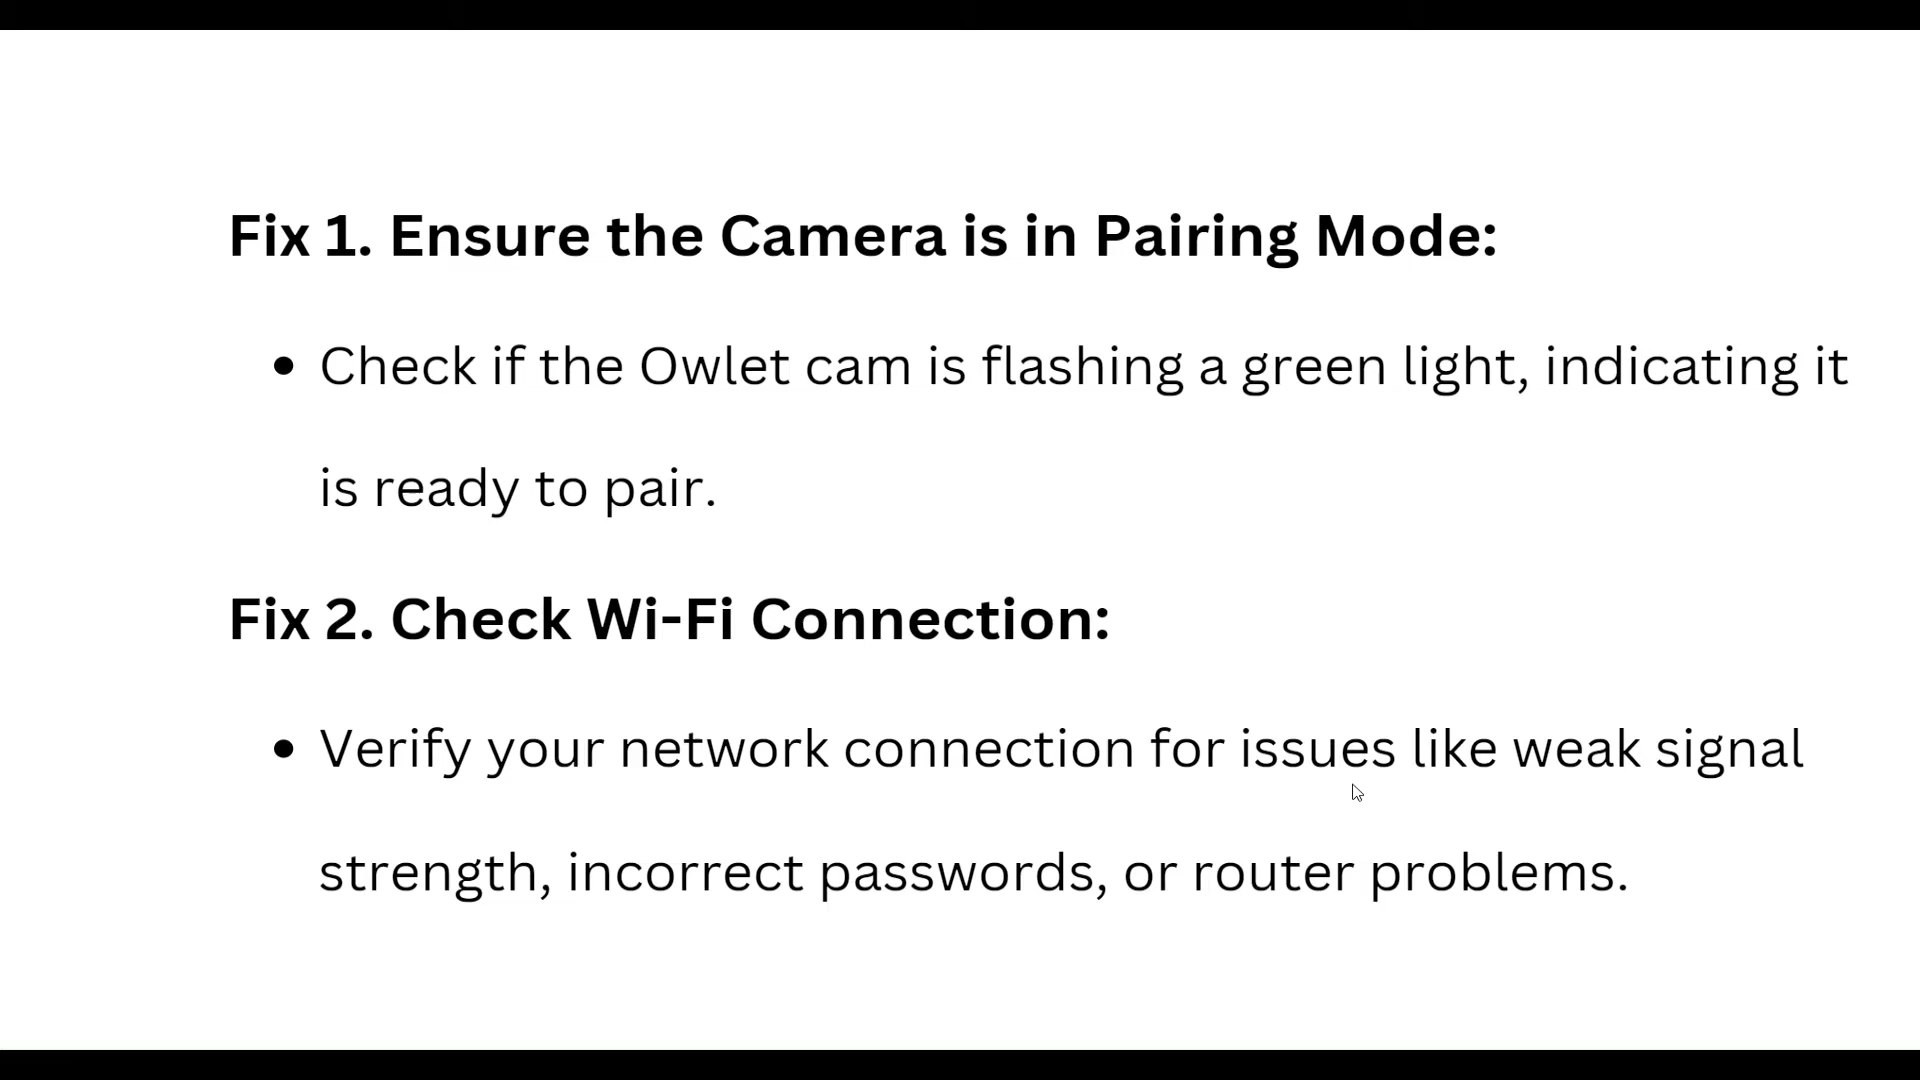 Fix 1. Ensure the Camera is in Pairing Mode:
• Check if the Owlet cam is flashing a green light, indicating it
is ready to pair.
Fix 2. Check Wi-Fi Connection:
• Verify your network connection for issues like weak signal
strength, incorrect passwords, or router problems.